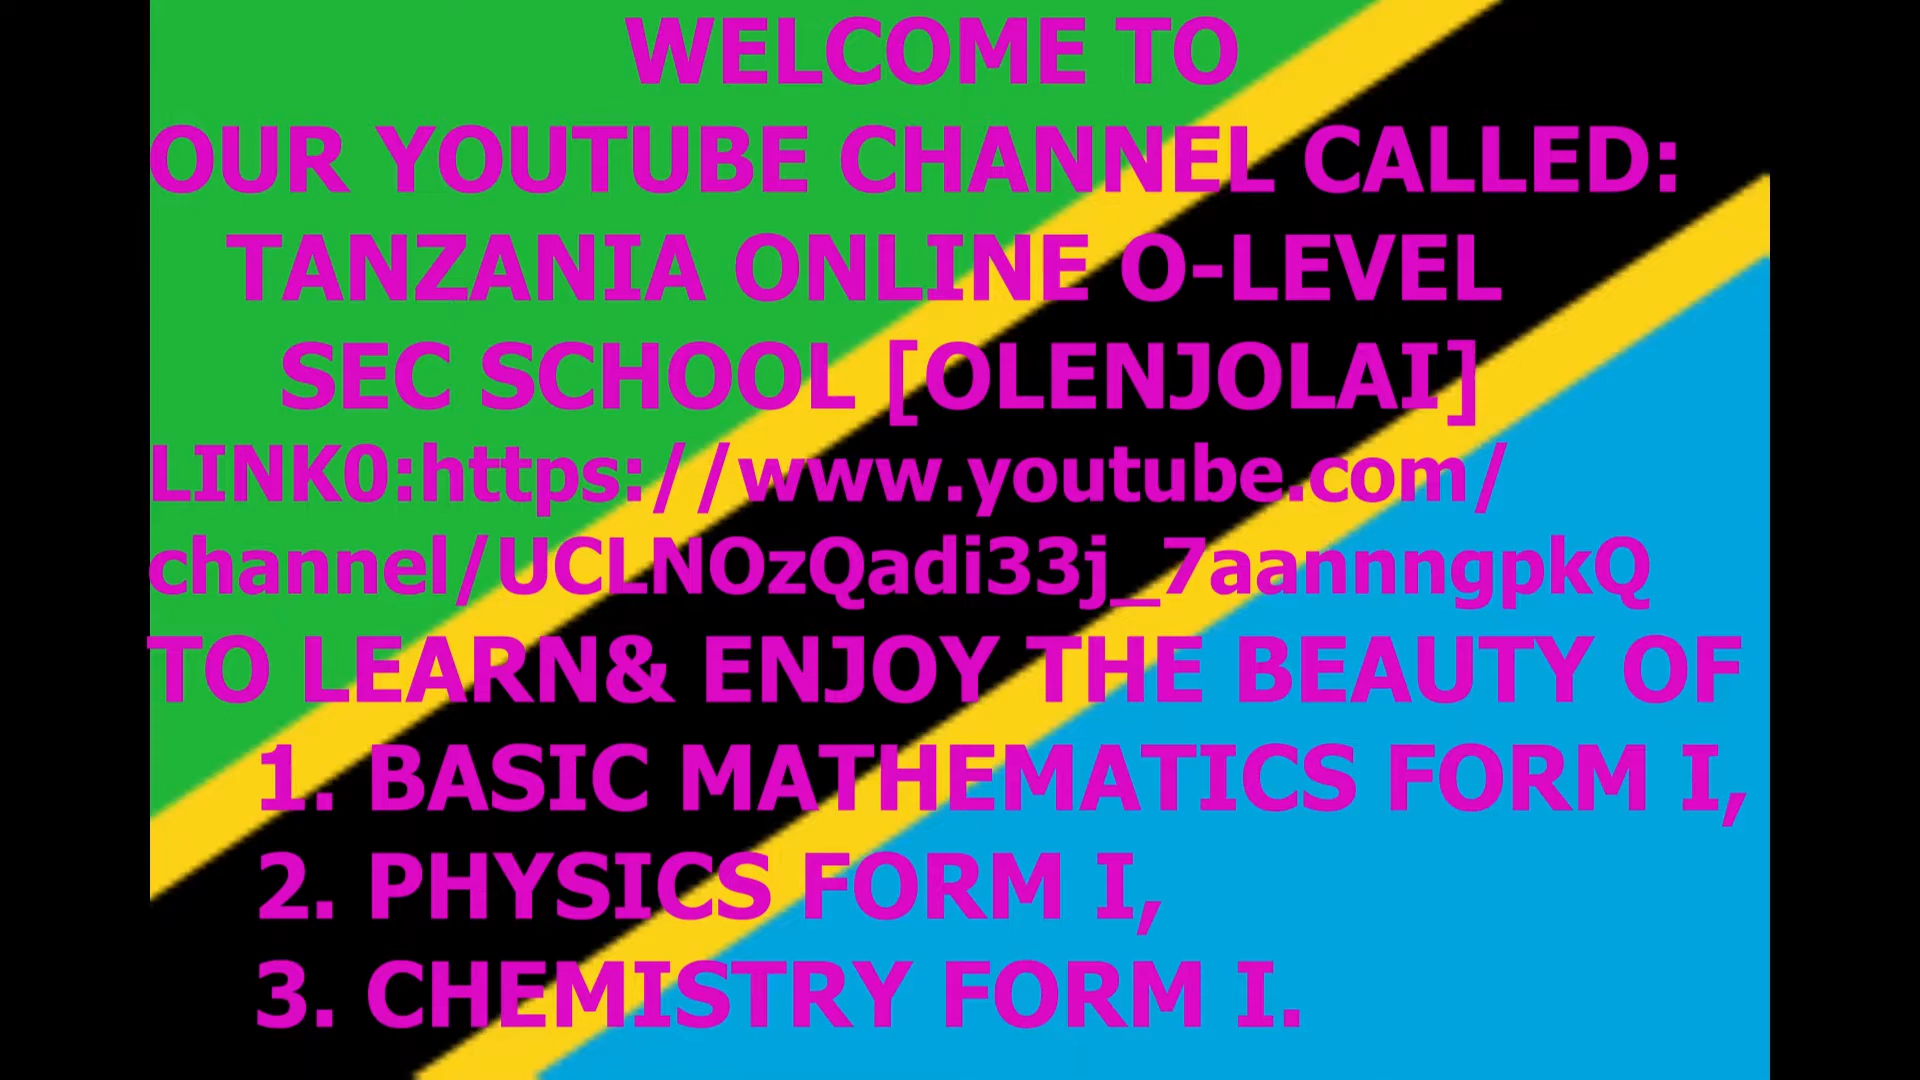 WELCOME TO
OUR YOUTUBE CHANNEL CALLED:
TANZANIA ONLINE O-LEVEL
SEC SCHOOL [OLENJOLAI]
LINK0:https://www.youtube.com/
channel/UCLNOzQadi33j_7aannngpkQ
TO LEARN& ENJOY THE BEAUTY OF
1. BASIC MATHEMATICS FORM I,
2. PHYSICS FORM I,
3. CHEMISTRY FORM I.